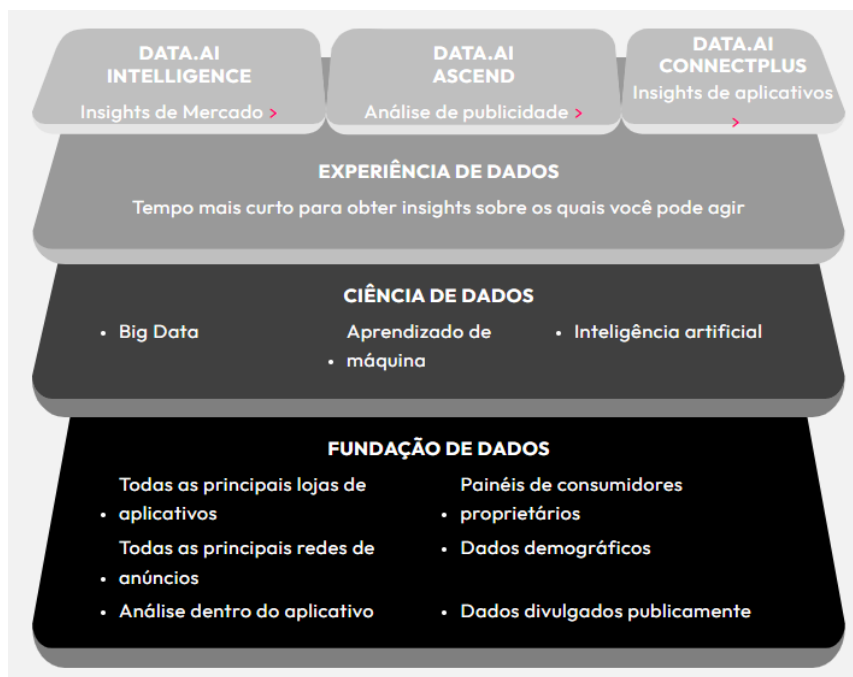 DATA.AI
INTELLIGENCE
Insights de Mercado >
DATA.AI
ASCEND
Análise de publicidade >
DATA.AI
CONNECTPLUS
Insights de aplicativos
>
EXPERIÊNCIA DE DADOS
Tempo mais curto para obter insights sobre os quais você pode agir
CIÊNCIA DE DADOS
• Big Data
Aprendizado de
• máquina
• Inteligência artificial
FUNDAÇÃO DE DADOS
Todas as principais lojas de
• aplicativos
Todas as principais redes de
• anúncios
• Análise dentro do aplicativo
Painéis de consumidores
• proprietários
• Dados demográficos
• Dados divulgados publicamente